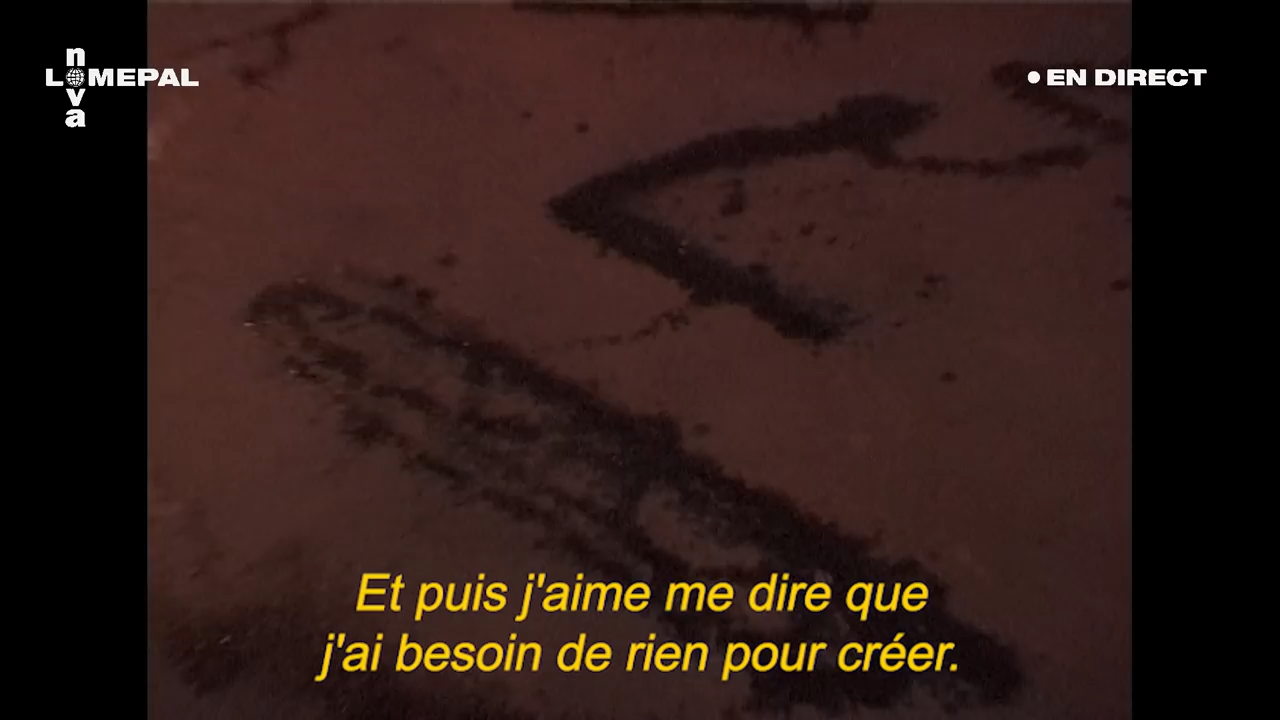 nova
LOMEPAL
EN DIRECT
Et puis j'aime me dire que
j'ai besoin de rien pour créer.